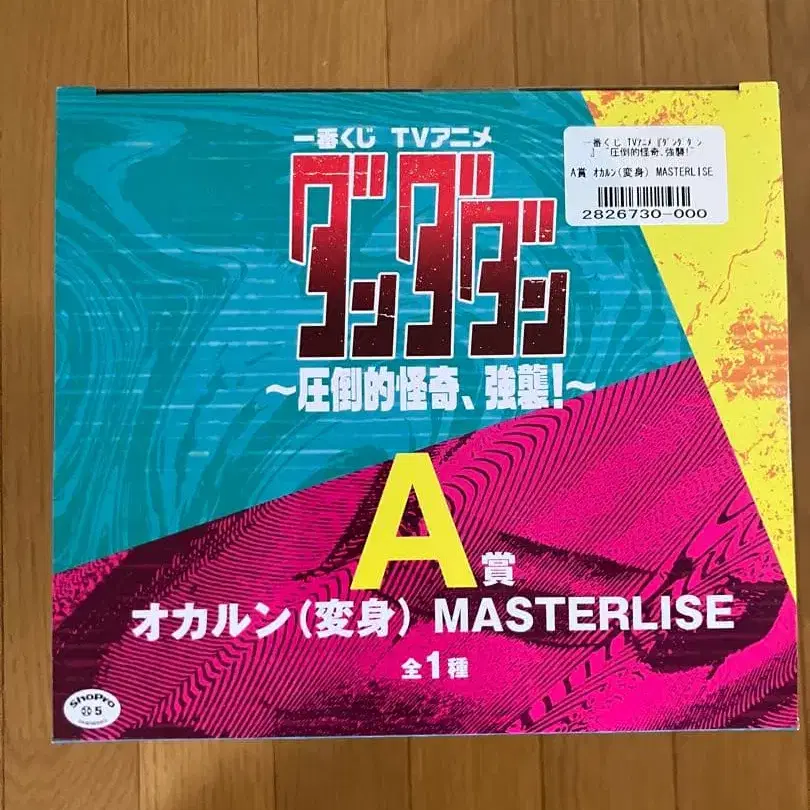 一番くじ TVアニメ
ダンダダン
～圧倒的怪奇、強襲!～
A賞
オカルン(変身) MASTERLISE
全1種
一番くじ TVアニメ『ダンダダン
』 ~圧倒的怪奇、強襲!~
A賞 オカルン(変身) MASTERLISE
2826730-000
ShoPro
5